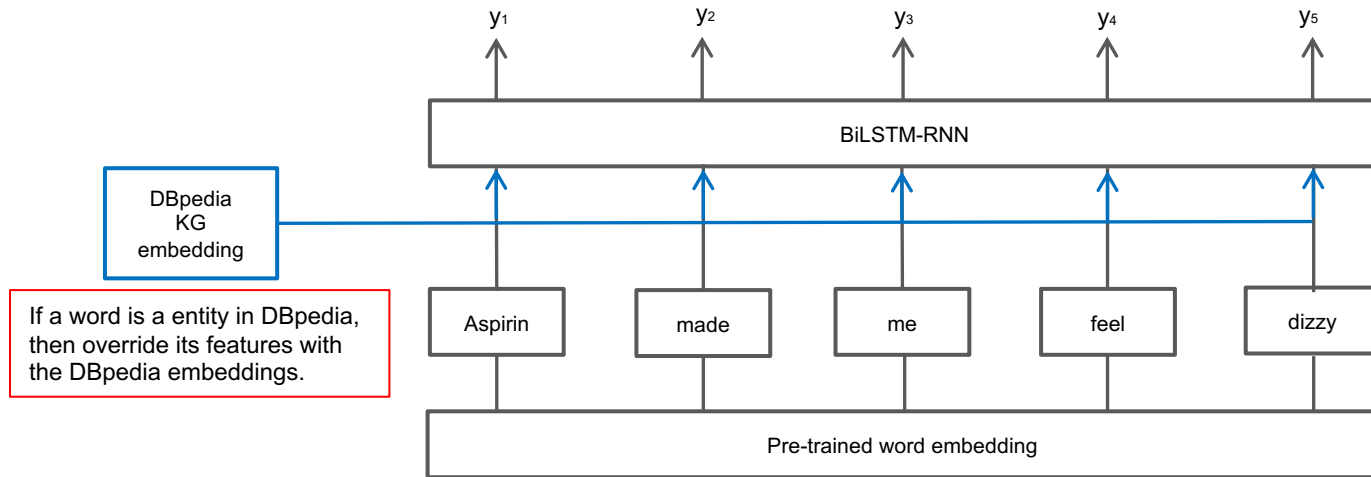 y1 y2 y3 y4 y5
BiLSTM-RNN
DBpedia
KG
embedding
If a word is a entity in DBpedia,
then override its features with
the DBpedia embeddings.
Aspirin made me feel dizzy
Pre-trained word embedding